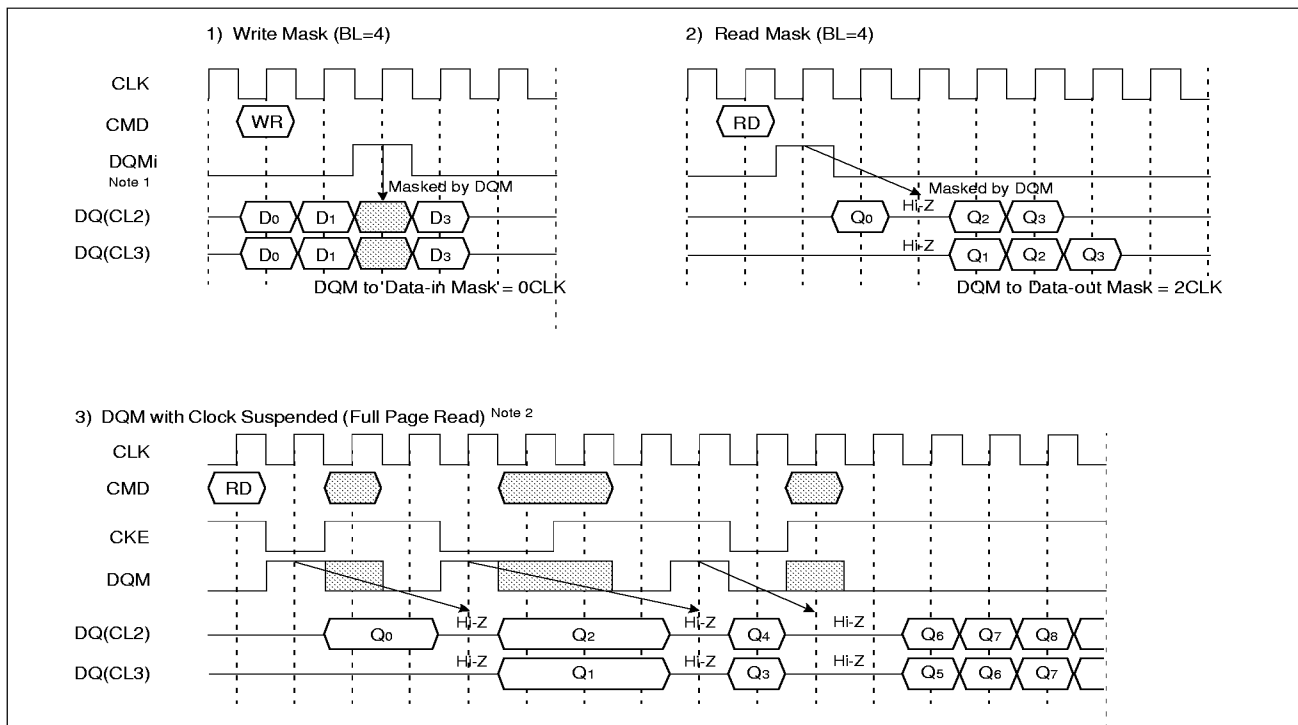 1) Write Mask (BL=4)
2) Read Mask (BL=4)
CLK
CMD
WR
RD
DQMi
Note 1
Masked by DQM
Masked by DQM
DQ(CL2)
D0 D1 D3
Q0 Hi-Z Q2 Q3
DQ(CL3)
D0 D1 D3
Hi-Z Q1 Q2 Q3
DQM to Data-in Mask = 0CLK
DQM to Data-out Mask = 2CLK
3) DQM with Clock Suspended (Full Page Read) Note 2
CLK
CMD
RD
CKE
DQM
DQ(CL2)
Q0 Hi-Z Q2 Hi-Z Q4 Hi-Z Q6 Q7 Q8
DQ(CL3)
Hi-Z Q1 Hi-Z Q3 Hi-Z Q5 Q6 Q7